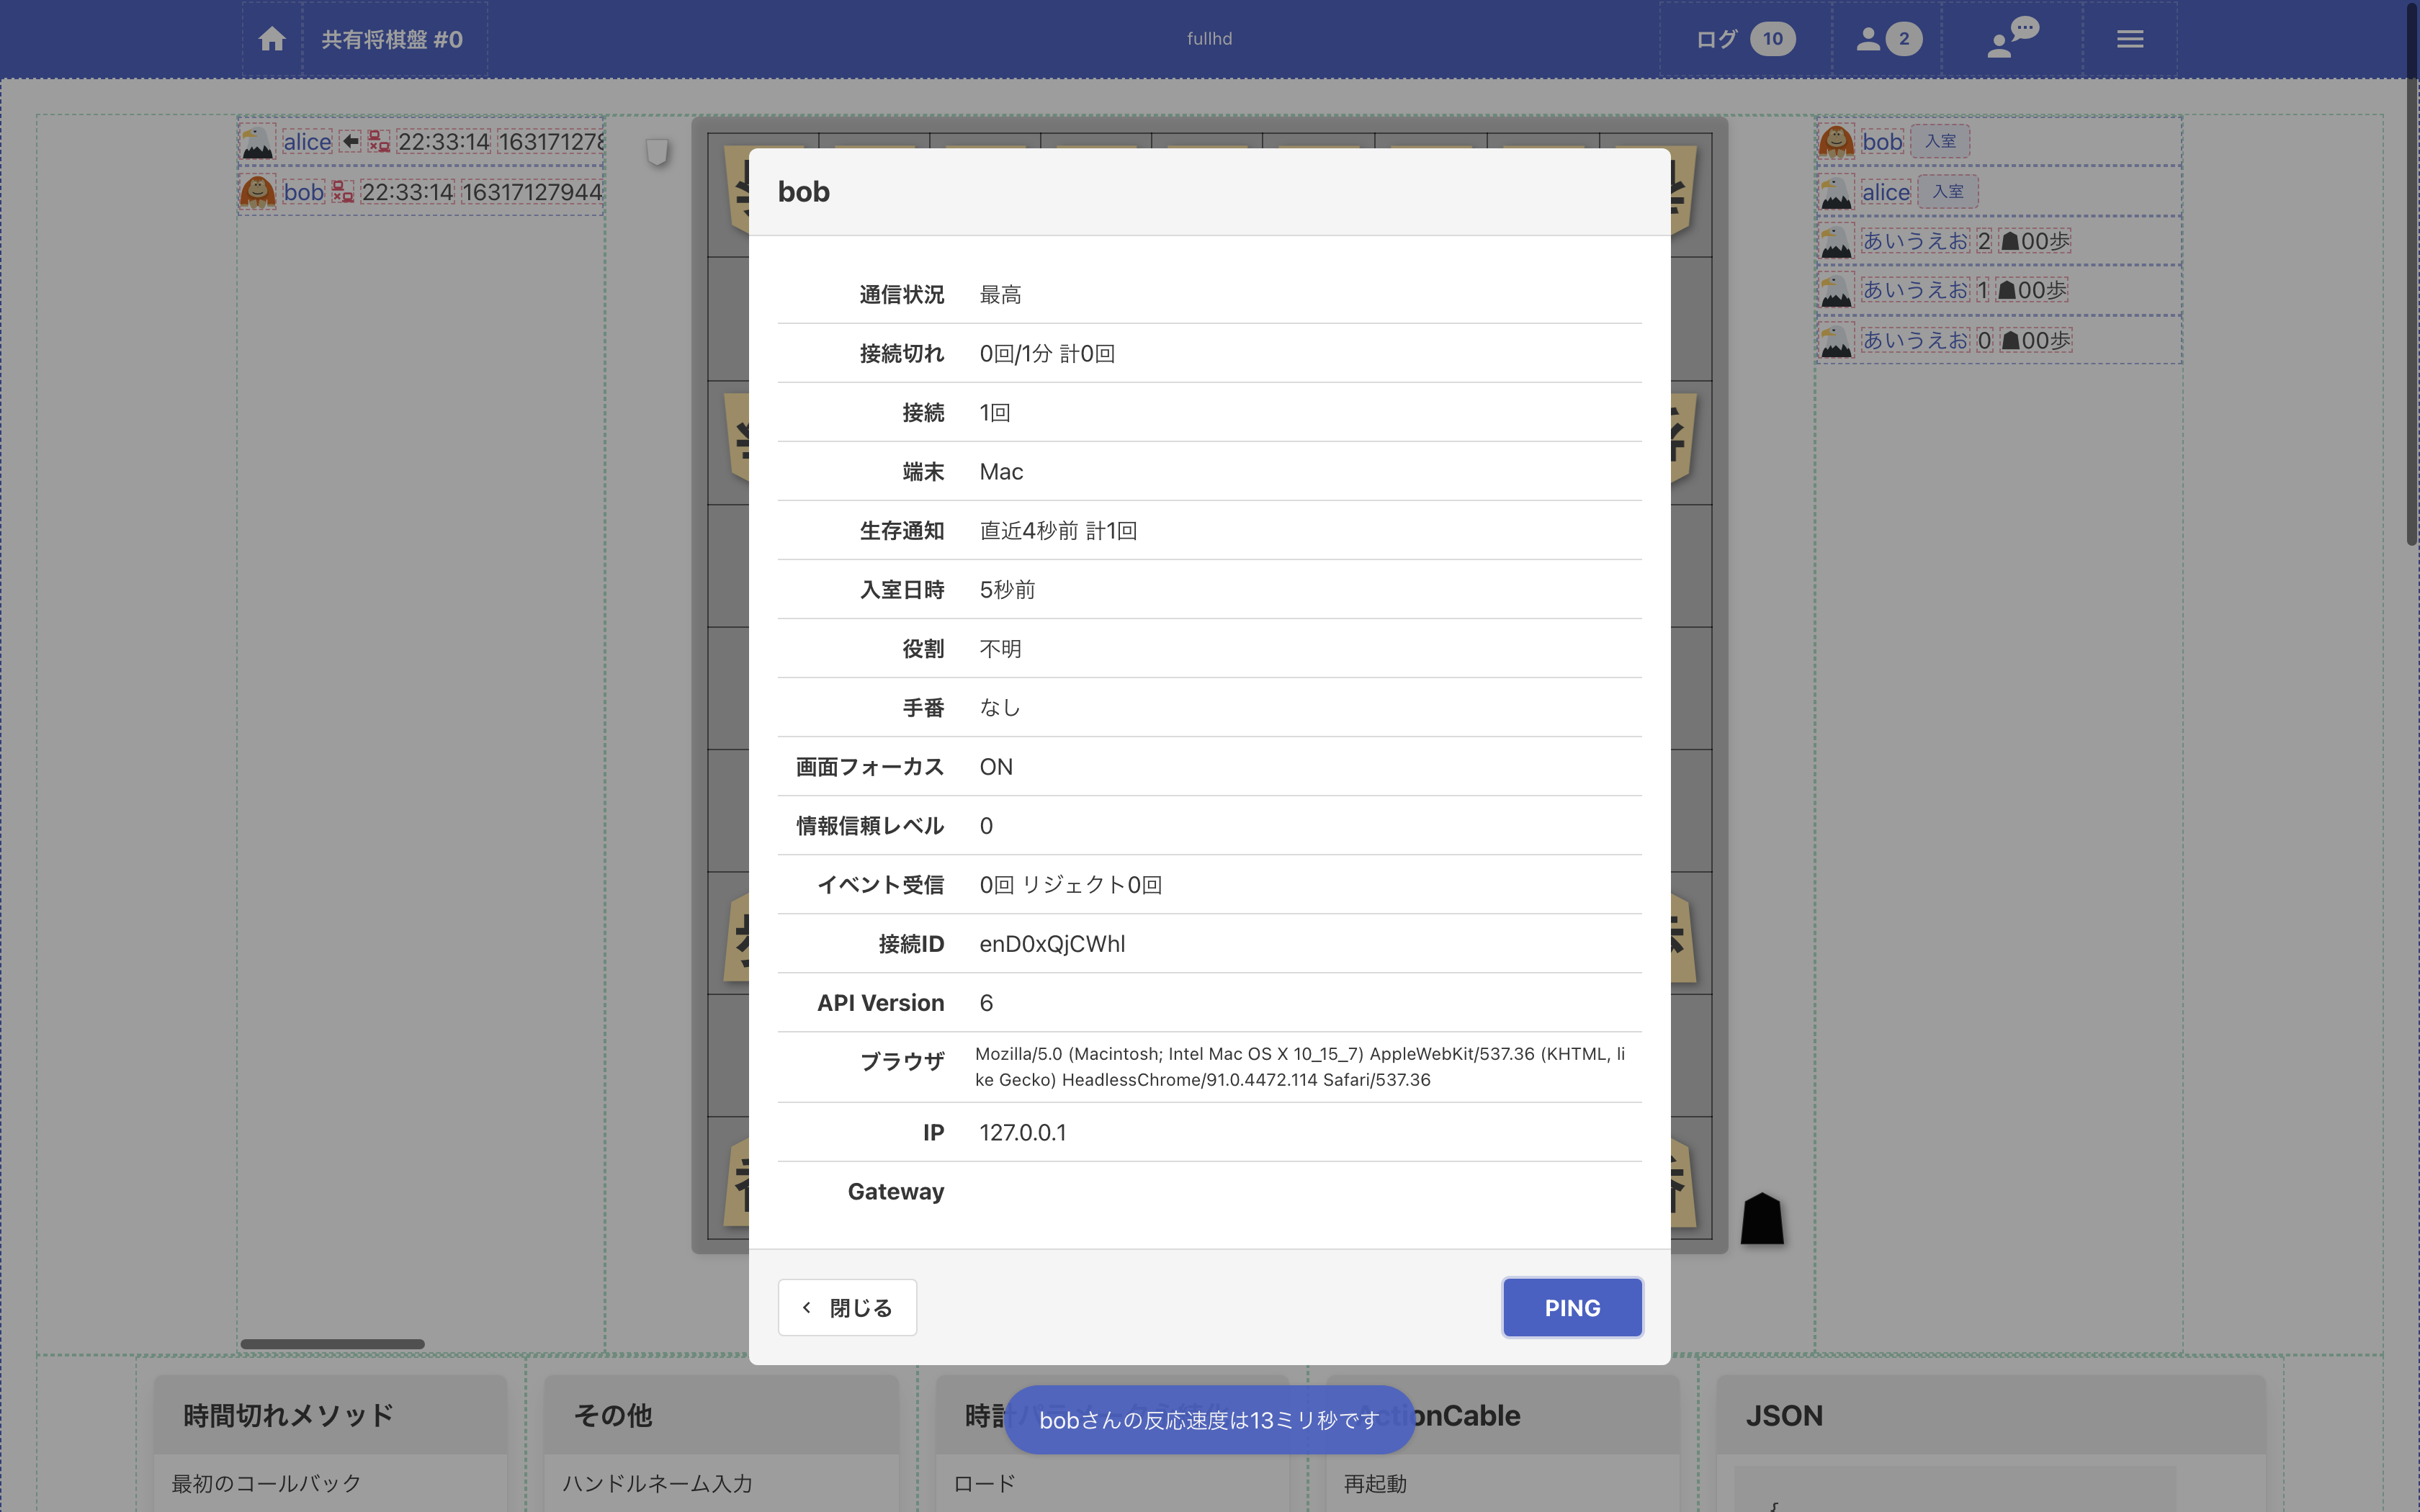 共有将棋盤 #0
fullhd
ログ 10
2
alice 22:33:14
bob 22:33:14 16317127944
bob 入室
alice 入室
あいうえお 2 ☗00歩
あいうえお 1 ☗00歩
あいうえお 0 ☗00歩
bob
通信状況 最高
接続切れ 0回/1分 計0回
接続 1回
端末 Mac
生存通知 直近4秒前 計1回
入室日時 5秒前
役割 不明
手番 なし
画面フォーカス ON
情報信頼レベル 0
イベント受信 0回 リジェクト0回
接続ID enD0xQjCWhl
API Version 6
ブラウザ Mozilla/5.0 (Macintosh; Intel Mac OS X 10_15_7) AppleWebKit/537.36 (KHTML, li
ke Gecko) HeadlessChrome/91.0.4472.114 Safari/537.36
IP 127.0.0.1
Gateway
閉じる
PING
bobさんの反応速度は13ミリ秒です
時間切れメソッド
その他
JSON
最初のコールバック
ハンドルネーム入力
ロード
再起動
{